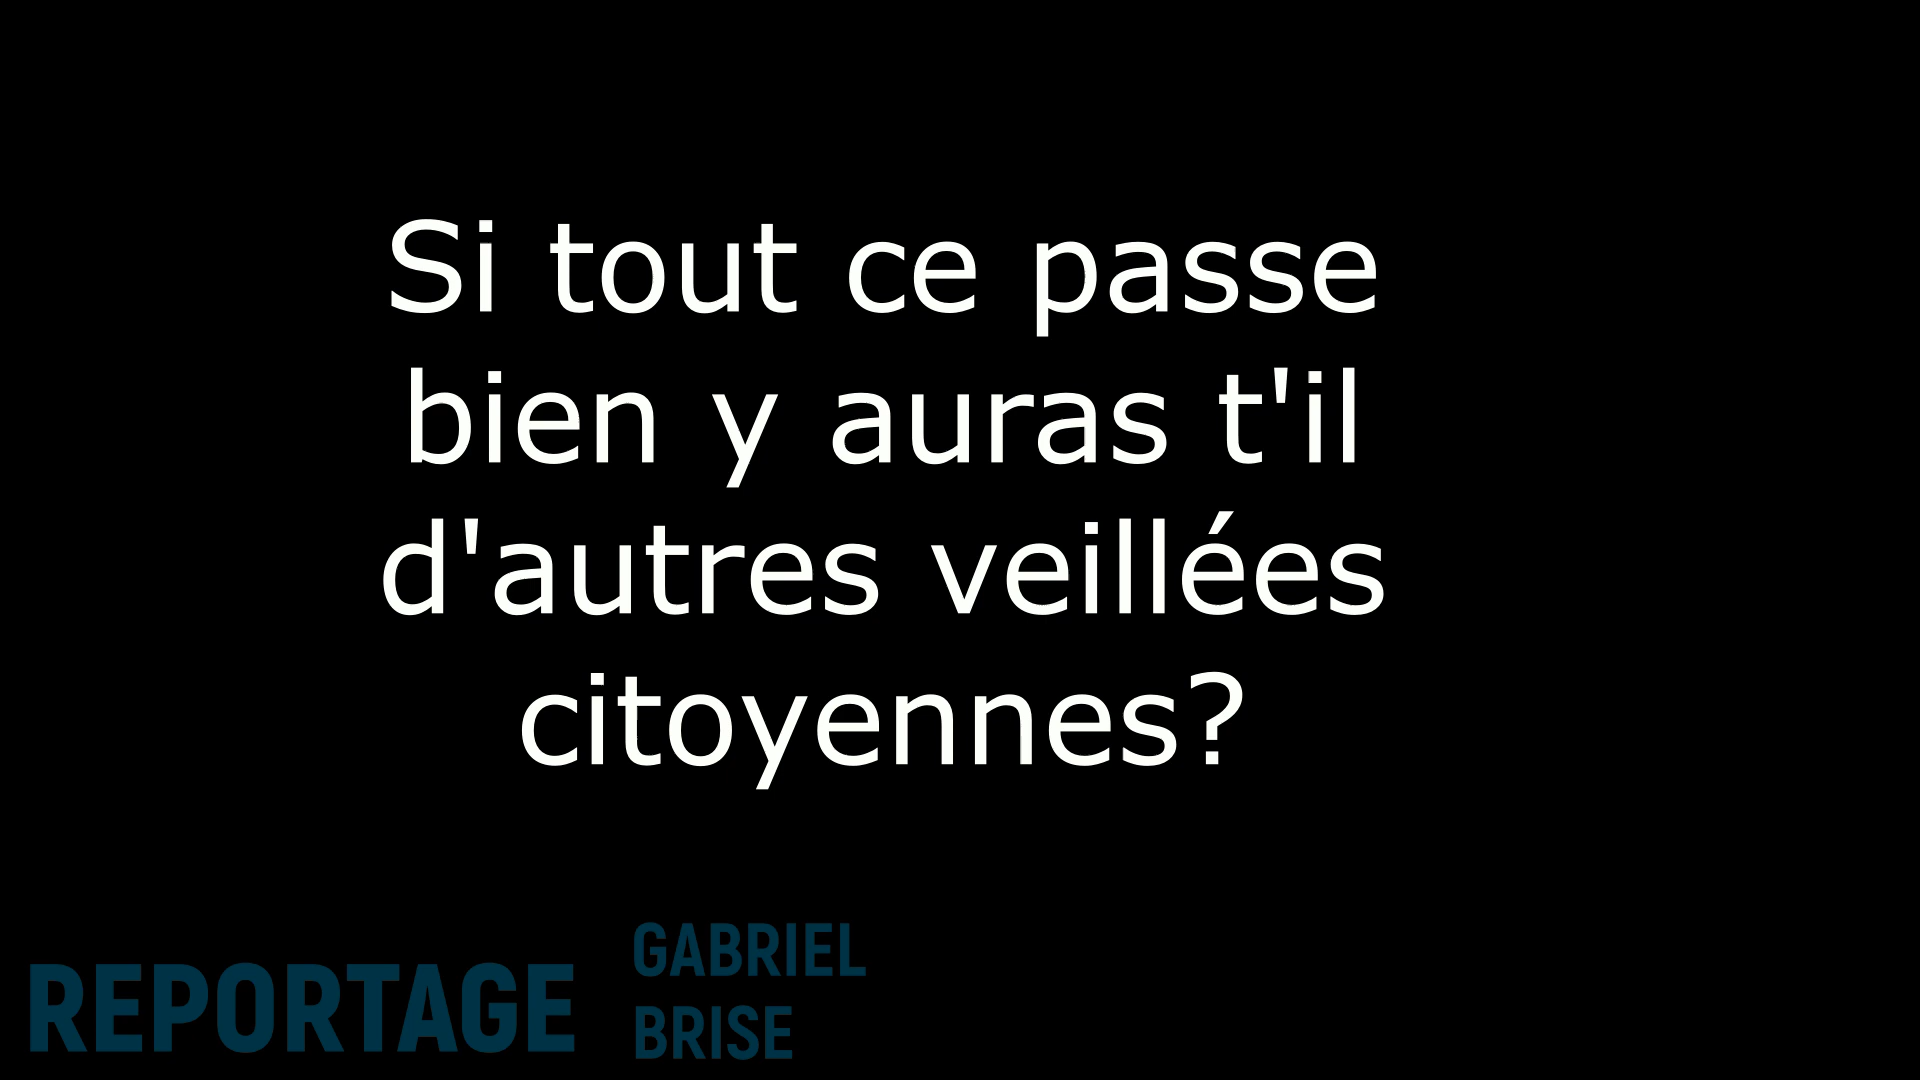 Si tout ce passe
bien y auras t'il
d'autres veillées
citoyennes?
REPORTAGE
GABRIEL
BRISE